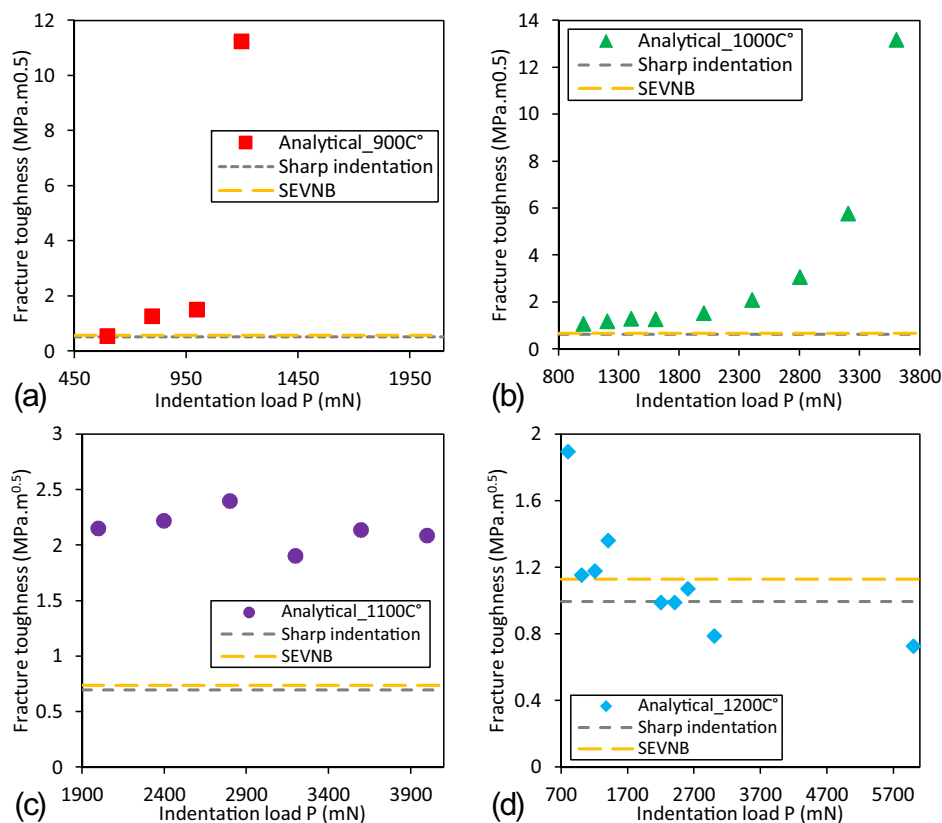 12
10
8
6
4
2
0
Fracture toughness (MPa.m0.5)
Analytical_900C°
Sharp indentation
SEVNB
450
950
1450
1950
Indentation load P (mN)
(a)
14
12
10
8
6
4
2
0
Fracture toughness (MPa.m0.5)
Analytical_1000C°
Sharp indentation
SEVNB
800
1300
1800
2300
2800
3300
3800
Indentation load P (mN)
(b)
3
2.5
2
1.5
1
0.5
0
Fracture toughness (MPa.m^0.5)
Analytical_1100C°
Sharp indentation
SEVNB
1900
2400
2900
3400
3900
Indentation load P (mN)
(c)
2
1.6
1.2
0.8
0.4
0
Fracture toughness (MPa.m^0.5)
Analytical_1200C°
Sharp indentation
SEVNB
700
1700
2700
3700
4700
5700
Indentation load P (mN)
(d)